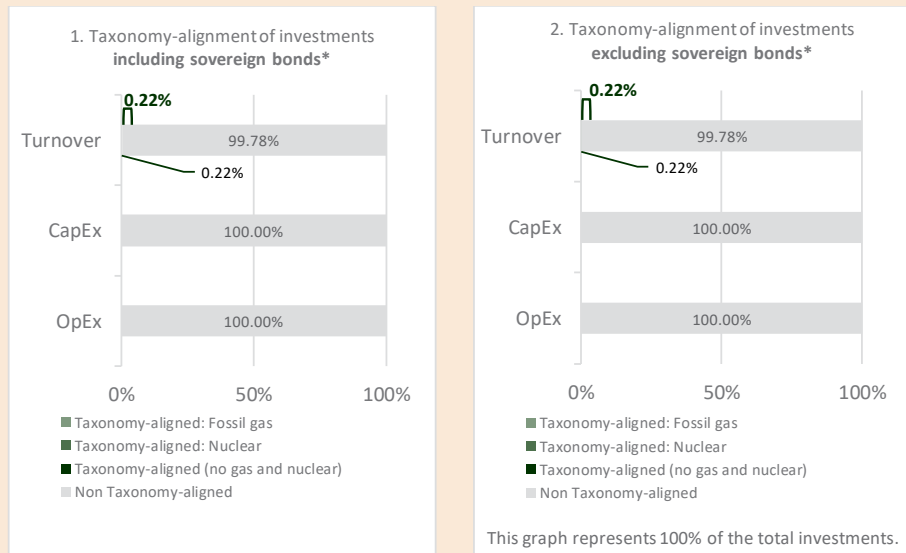 1. Taxonomy-alignment of investments
including sovereign bonds*
0.22%
Turnover
99.78%
0.22%
CapEx
100.00%
OpEx
100.00%
0%
50%
100%
Taxonomy-aligned: Fossil gas
Taxonomy-aligned: Nuclear
Taxonomy-aligned (no gas and nuclear)
Non Taxonomy-aligned
2. Taxonomy-alignment of investments
excluding sovereign bonds*
0.22%
Turnover
99.78%
0.22%
CapEx
100.00%
OpEx
100.00%
0%
50%
100%
Taxonomy-aligned: Fossil gas
Taxonomy-aligned: Nuclear
Taxonomy-aligned (no gas and nuclear)
Non Taxonomy-aligned
This graph represents 100% of the total investments.